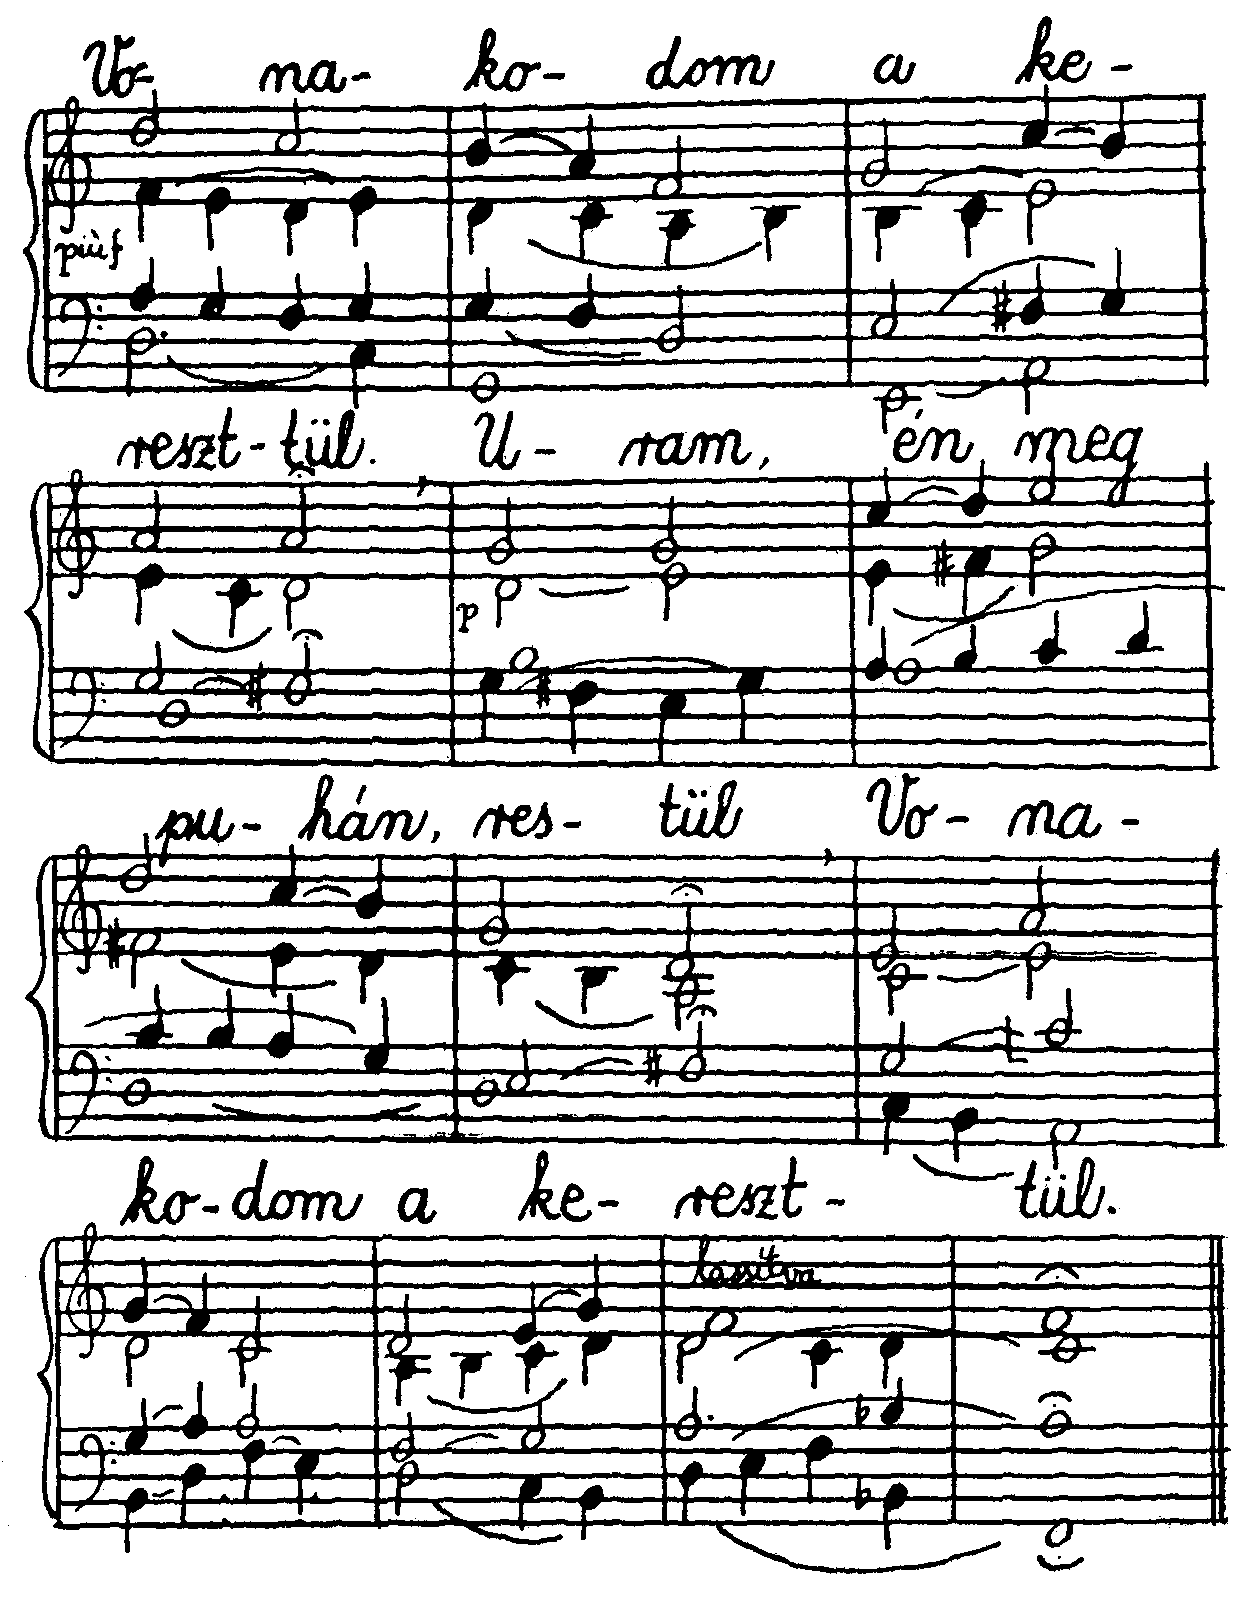 Vo- na- ko- dom a ke-
più f
reszt- tül. U- ram, én meg
p
pu- hán, res- tül Vo- na-
ko- dom a ke- reszt- tül.
lassítva